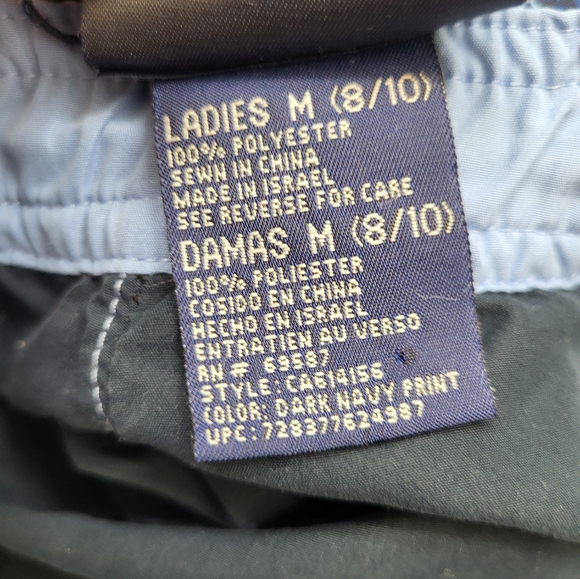 LADIES M (8/10)
100% POLYESTER
SEWN IN CHINA
MADE IN ISRAEL
SEE REVERSE FOR CARE
DAMAS M (8/10)
100% POLIESTER
COSIDO EN CHINA
HECHO EN ISRAEL
ENTRATIEN AU VERSO
RN # 69587
STYLE: CA614156
COLOR: DARK NAVY PRINT
UPC: 728377624987